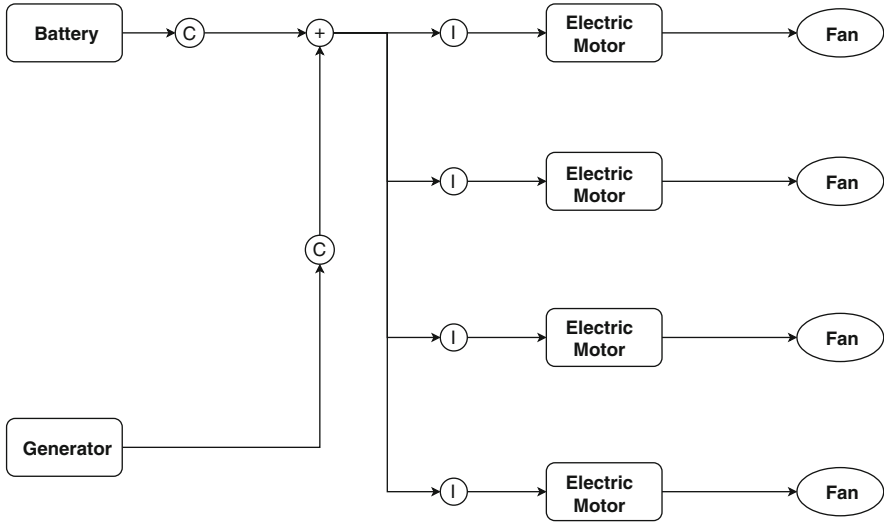 Battery
C
+
I
Electric
Motor
Fan
I
Electric
Motor
Fan
C
I
Electric
Motor
Fan
Generator
I
Electric
Motor
Fan